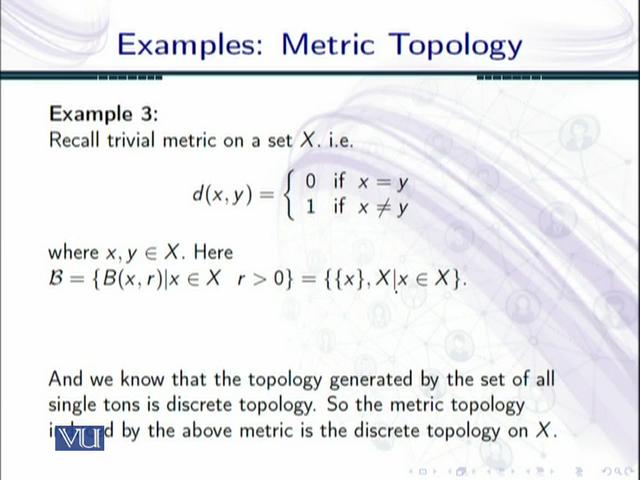 Examples: Metric Topology
Example 3:
Recall trivial metric on a set X. i.e.
d(x, y) = { 0 if x = y
1 if x ≠ y
where x, y ∈ X. Here
B = {B(x, r)|x ∈ X r > 0} = {{x}, X|x ∈ X}.
And we know that the topology generated by the set of all
single tons is discrete topology. So the metric topology
by the above metric is the discrete topology on X.
VU